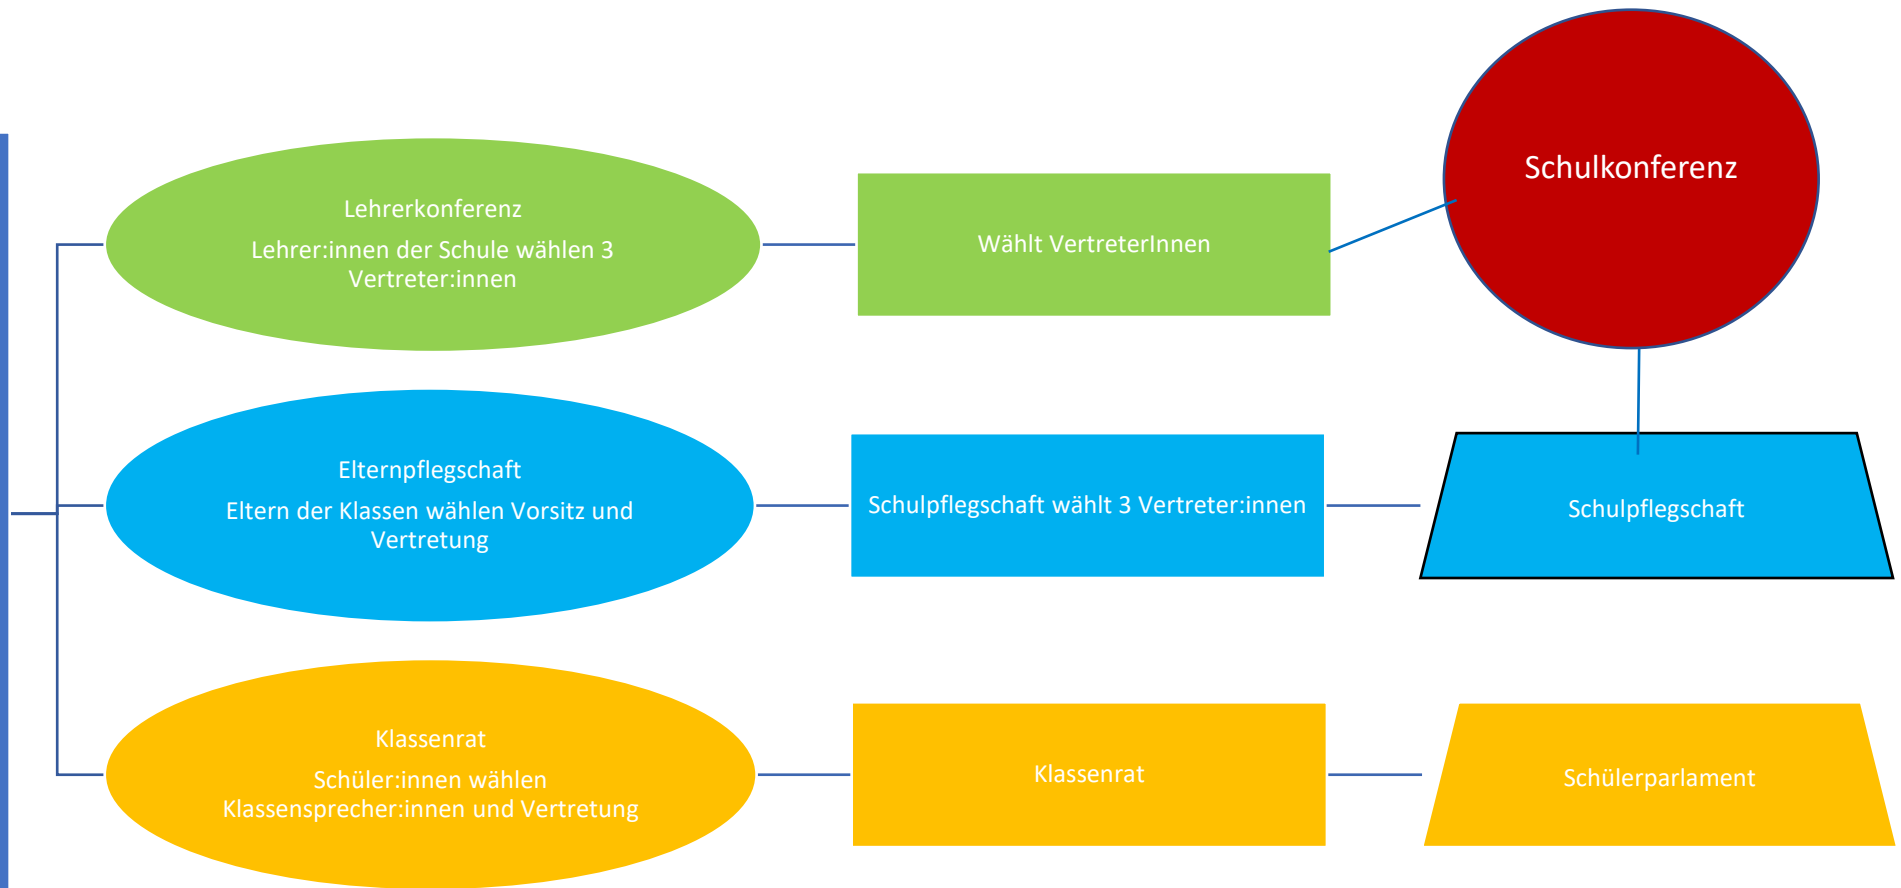 Schulkonferenz
Lehrerkonferenz
Lehrer:innen der Schule wählen 3
Vertreter:innen
Wählt VertreterInnen
Elternpflegschaft
Eltern der Klassen wählen Vorsitz und
Vertretung
Schulpflegschaft wählt 3 Vertreter:innen
Schulpflegschaft
Klassenrat
Schüler:innen wählen
Klassensprecher:innen und Vertretung
Klassenrat
Schülerparlament